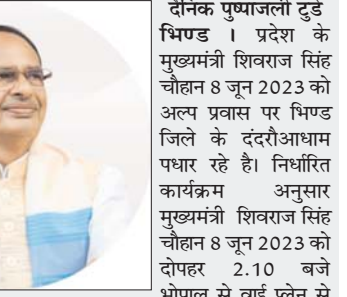 दैनिक पुष्पाजली टुडे
भिण्ड । प्रदेश के
मुख्यमंत्री शिवराज सिंह
चौहान 8 जून 2023 को
अल्प प्रवास पर भिण्ड
जिले के दंदरौआधाम
पधार रहे है। निर्धारित
कार्यक्रम अनुसार
मुख्यमंत्री शिवराज सिंह
चौहान 8 जून 2023 को
दोपहर 2.10 बजे
भोपाल से वाई प्लेन से